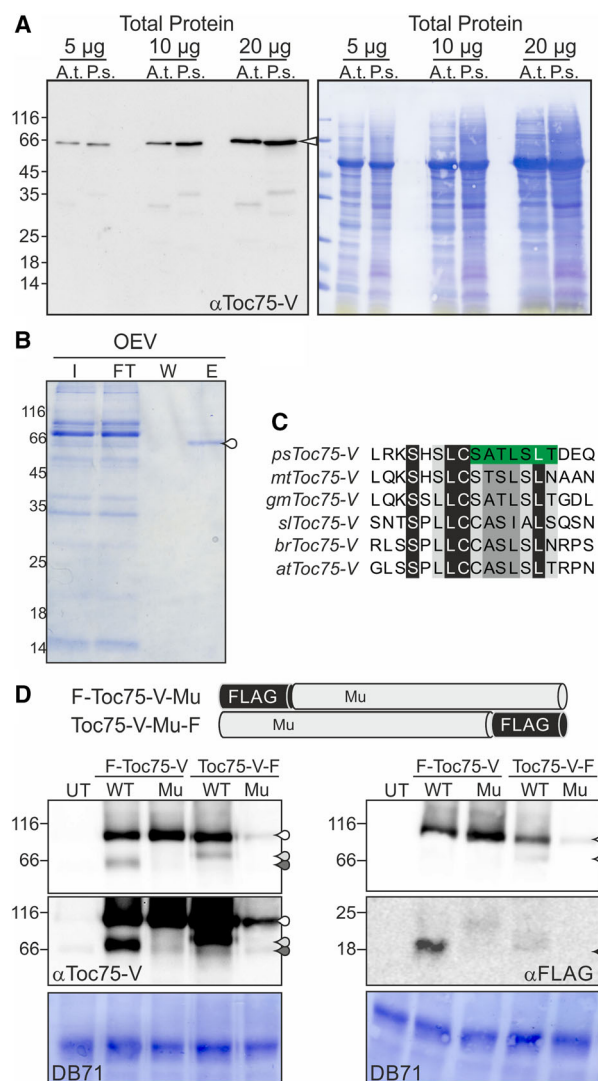 A
Total Protein
Total Protein
5 µg 10 µg 20 µg
5 µg 10 µg 20 µg
A.t. P.s. A.t. P.s. A.t. P.s.
A.t. P.s. A.t. P.s. A.t. P.s.
116
66
45
35
25
18
14
αToc75-V
B
OEV
I FT W E
116
66
45
35
25
18
14
C
psToc75-V LRKSHSLCSATLSLTDEQ
mtToc75-V LQKSHSLCSTSLSLNAAN
gmToc75-V LQKSSLLCSATLSLTGDL
slToc75-V SNTSPLLCCASIALSQSN
brToc75-V RLSSPLLCCASLSLNRPS
atToc75-V GLSSPLLCCASLSLTRPN
D
F-Toc75-V-Mu FLAG Mu
Toc75-V-Mu-F Mu FLAG
F-Toc75-V Toc75-V-F
UT WT Mu WT Mu
116
66
116
66
αToc75-V
DB71
F-Toc75-V Toc75-V-F
UT WT Mu WT Mu
116
66
25
18
αFLAG
DB71